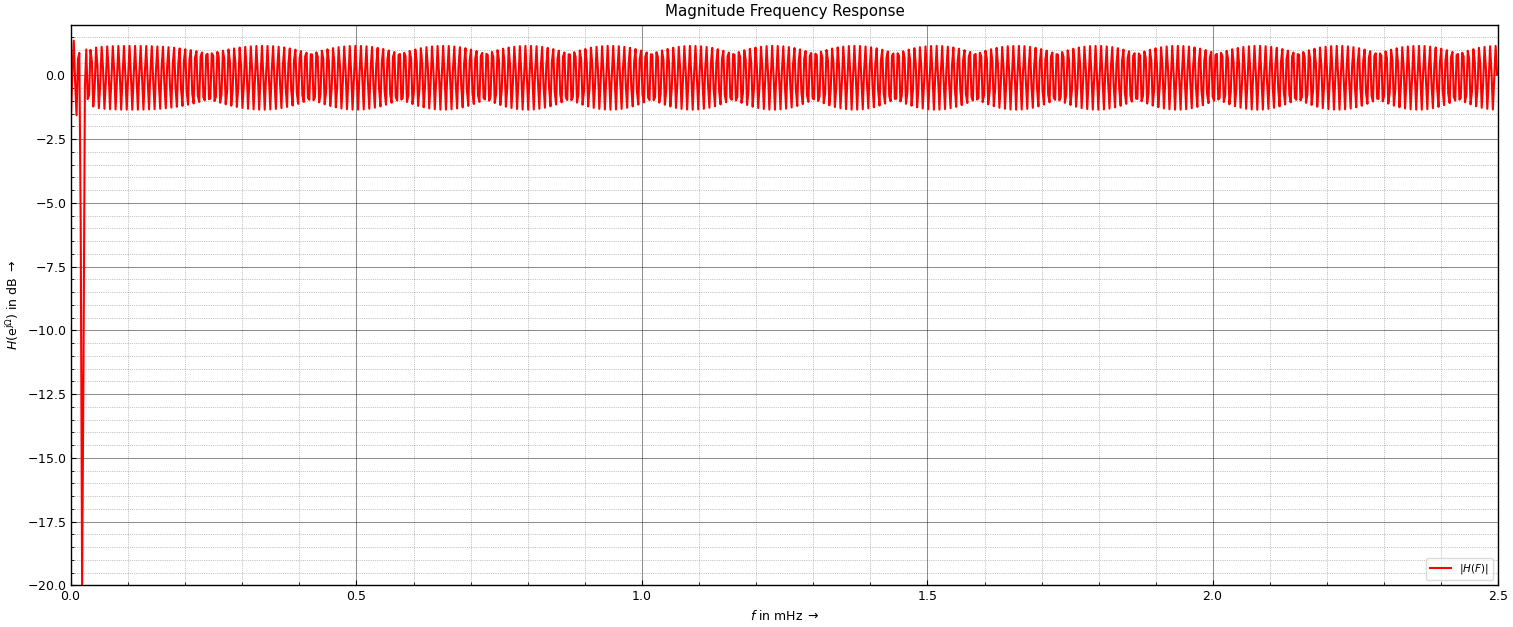 Magnitude Frequency Response
H(e^jΩ) in dB →
0.0
−2.5
−5.0
−7.5
−10.0
−12.5
−15.0
−17.5
−20.0
|H(F)|
0.0 0.5 1.0 1.5 2.0 2.5
f in mHz →